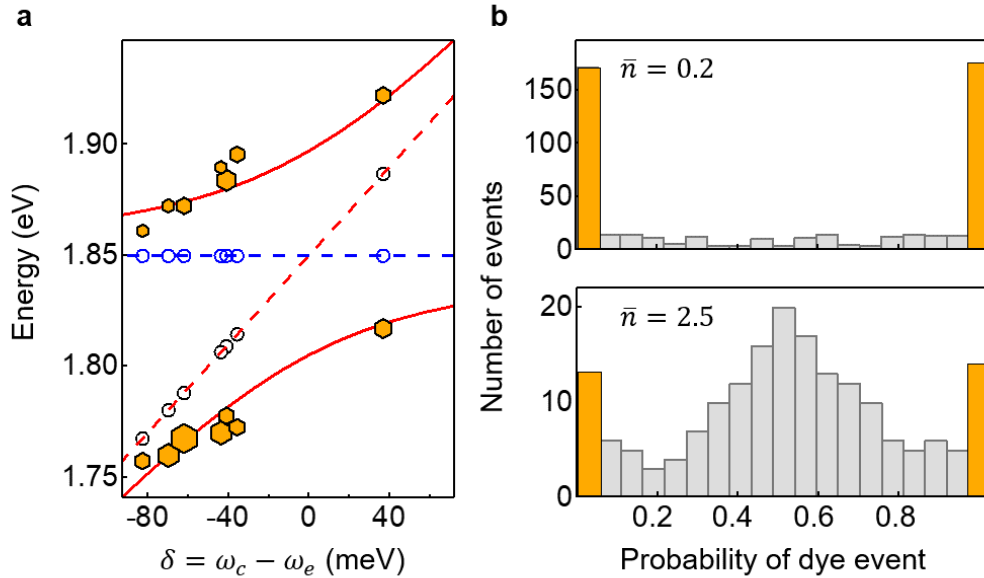 a
Energy (eV)
1.90
1.85
1.80
1.75
-80
-40
0
40
δ = ω_c − ω_e (meV)
b
Number of events
n̄ = 0.2
150
100
50
0
n̄ = 2.5
20
10
0
0.2
0.4
0.6
0.8
Probability of dye event